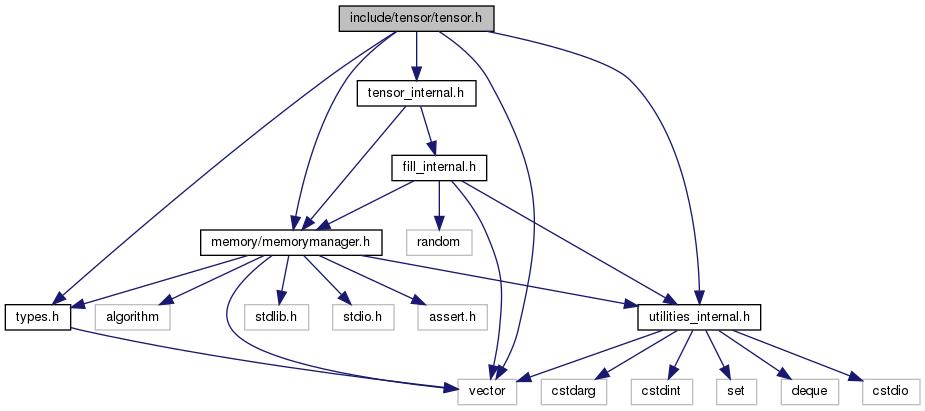 include/tensor/tensor.h
tensor_internal.h
fill_internal.h
memory/memorymanager.h
random
types.h
algorithm
stdlib.h
stdio.h
assert.h
utilities_internal.h
vector
cstdarg
cstdint
set
deque
cstdio